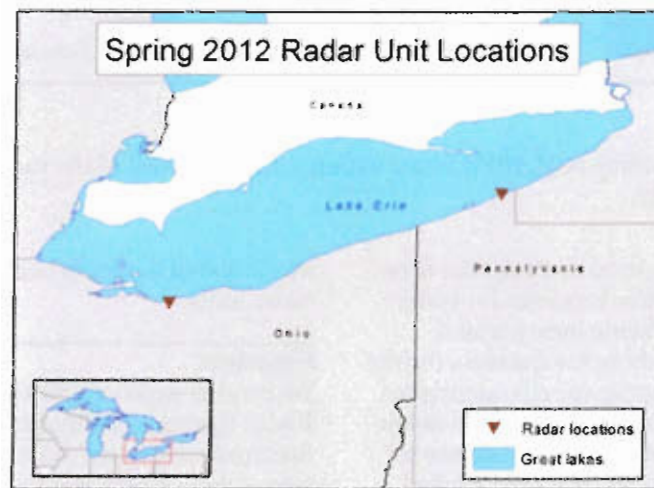 Spring 2012 Radar Unit Locations
Canada
Lake Erie
Pennsylvania
Ohio
Radar locations
Great lakes